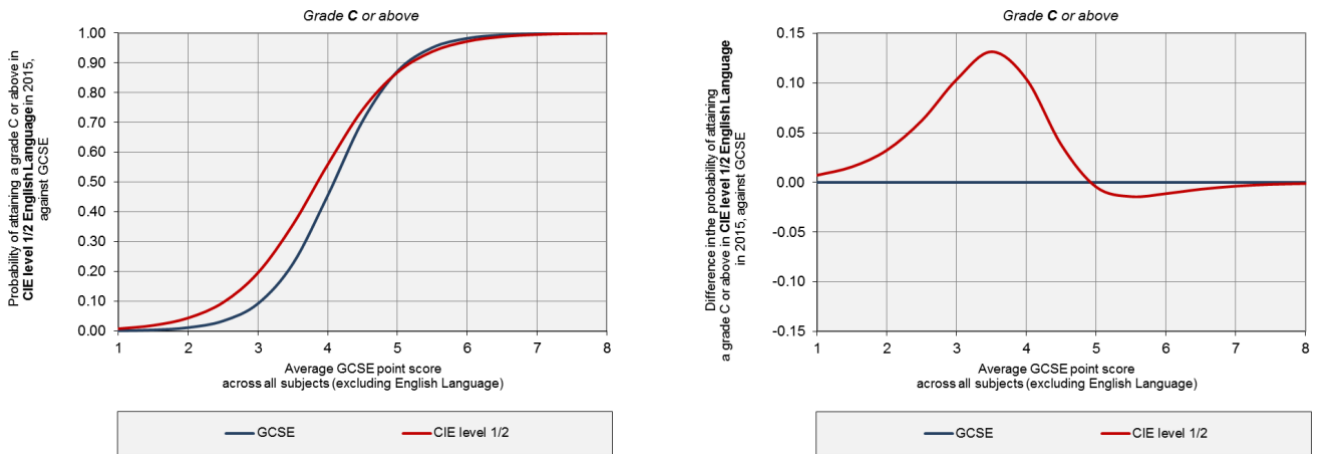 Grade C or above
Probability of attaining a grade C or above in
CIE level 1/2 English Language in 2015,
against GCSE
1.00
0.90
0.80
0.70
0.60
0.50
0.40
0.30
0.20
0.10
0.00
1 2 3 4 5 6 7 8
Average GCSE point score
across all subjects (excluding English Language)
GCSE CIE level 1/2
Grade C or above
Difference in the probability of attaining
a grade C or above in CIE level 1/2 English Language
in 2015, against GCSE
0.15
0.10
0.05
0.00
-0.05
-0.10
-0.15
1 2 3 4 5 6 7 8
Average GCSE point score
across all subjects (excluding English Language)
GCSE CIE level 1/2